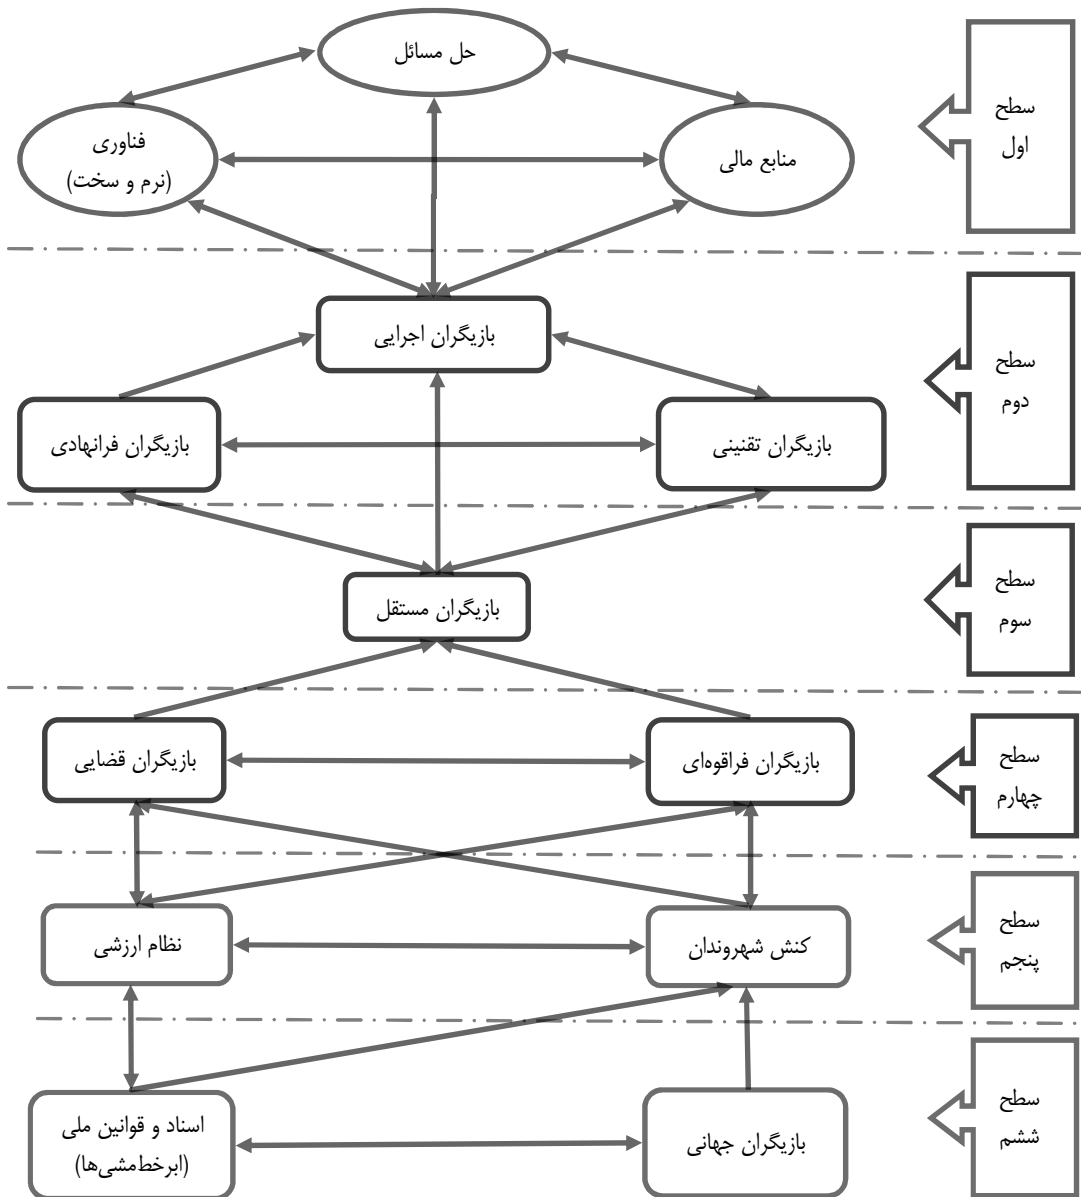 حل مسائل
سطح
اول
منابع مالی
فناوری
(نرم و سخت)
سطح
دوم
بازیگران اجرایی
بازیگران تقنینی
بازیگران فرانهادی
سطح
سوم
بازیگران مستقل
سطح
چهارم
بازیگران فراقوه‌ای
بازیگران قضایی
سطح
پنجم
کنش شهروندان
نظام ارزشی
سطح
ششم
بازیگران جهانی
اسناد و قوانین ملی
(ابرخط‌مشی‌ها)